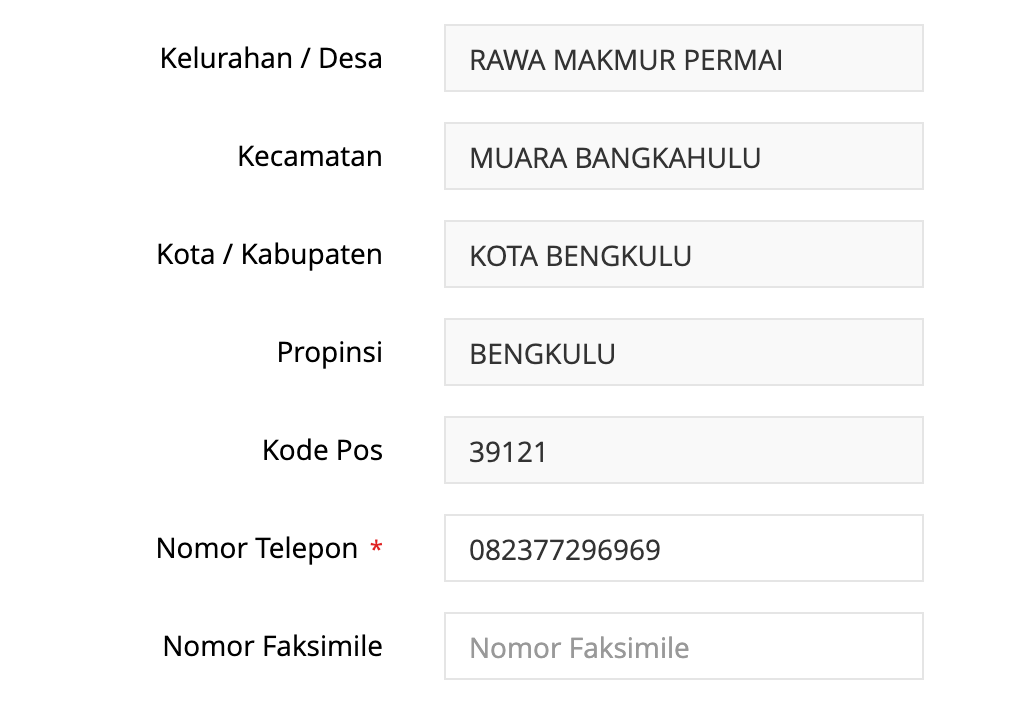 Kelurahan / Desa RAWA MAKMUR PERMAI
Kecamatan MUARA BANGKAHULU
Kota / Kabupaten KOTA BENGKULU
Propinsi BENGKULU
Kode Pos 39121
Nomor Telepon * 082377296969
Nomor Faksimile Nomor Faksimile